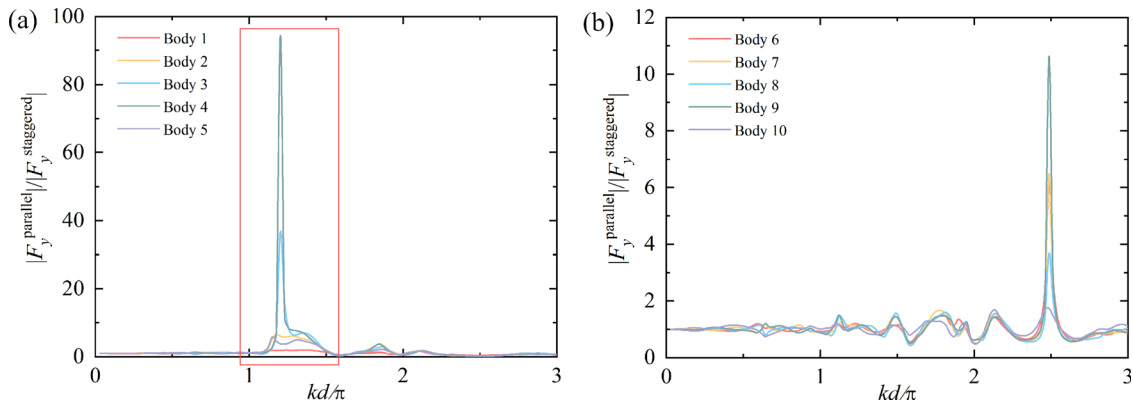 (a)
100
80
60
40
20
0
Body 1
Body 2
Body 3
Body 4
Body 5
|F_y^parallel|/|F_y^staggered|
0 1 2 3
kd/π
(b)
12
10
8
6
4
2
0
Body 6
Body 7
Body 8
Body 9
Body 10
|F_y^parallel|/|F_y^staggered|
0 1 2 3
kd/π